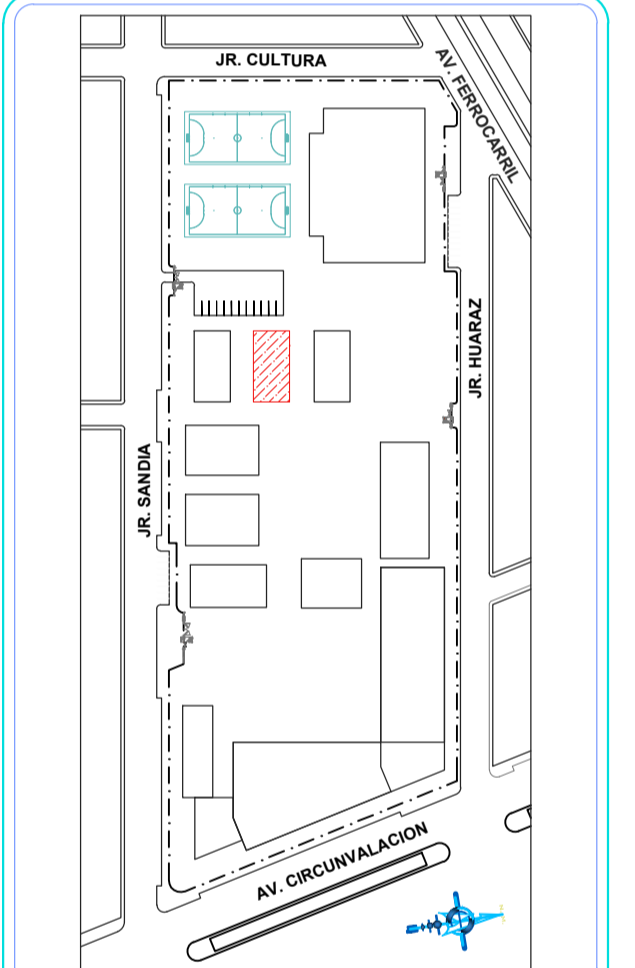 JR. CULTURA
AV. FERROCARRIL
JR. HUARAZ
JR. SANDIA
AV. CIRCUNVALACION